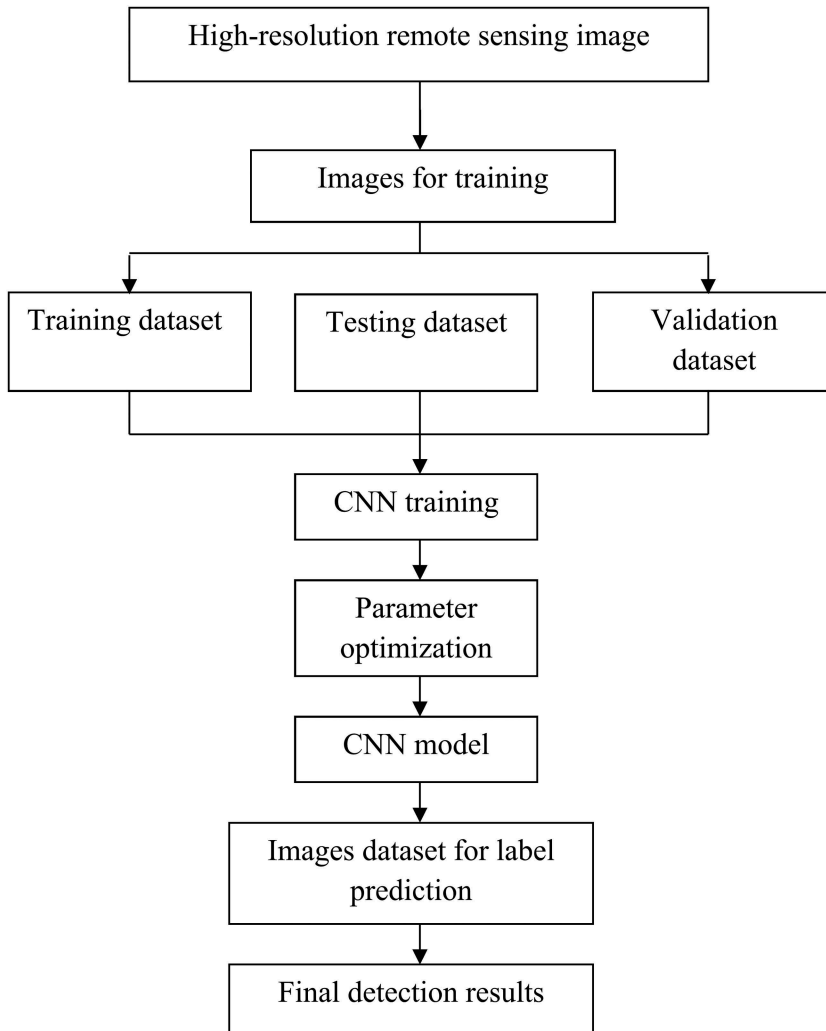 High-resolution remote sensing image
Images for training
Training dataset
Testing dataset
Validation
dataset
CNN training
Parameter
optimization
CNN model
Images dataset for label
prediction
Final detection results